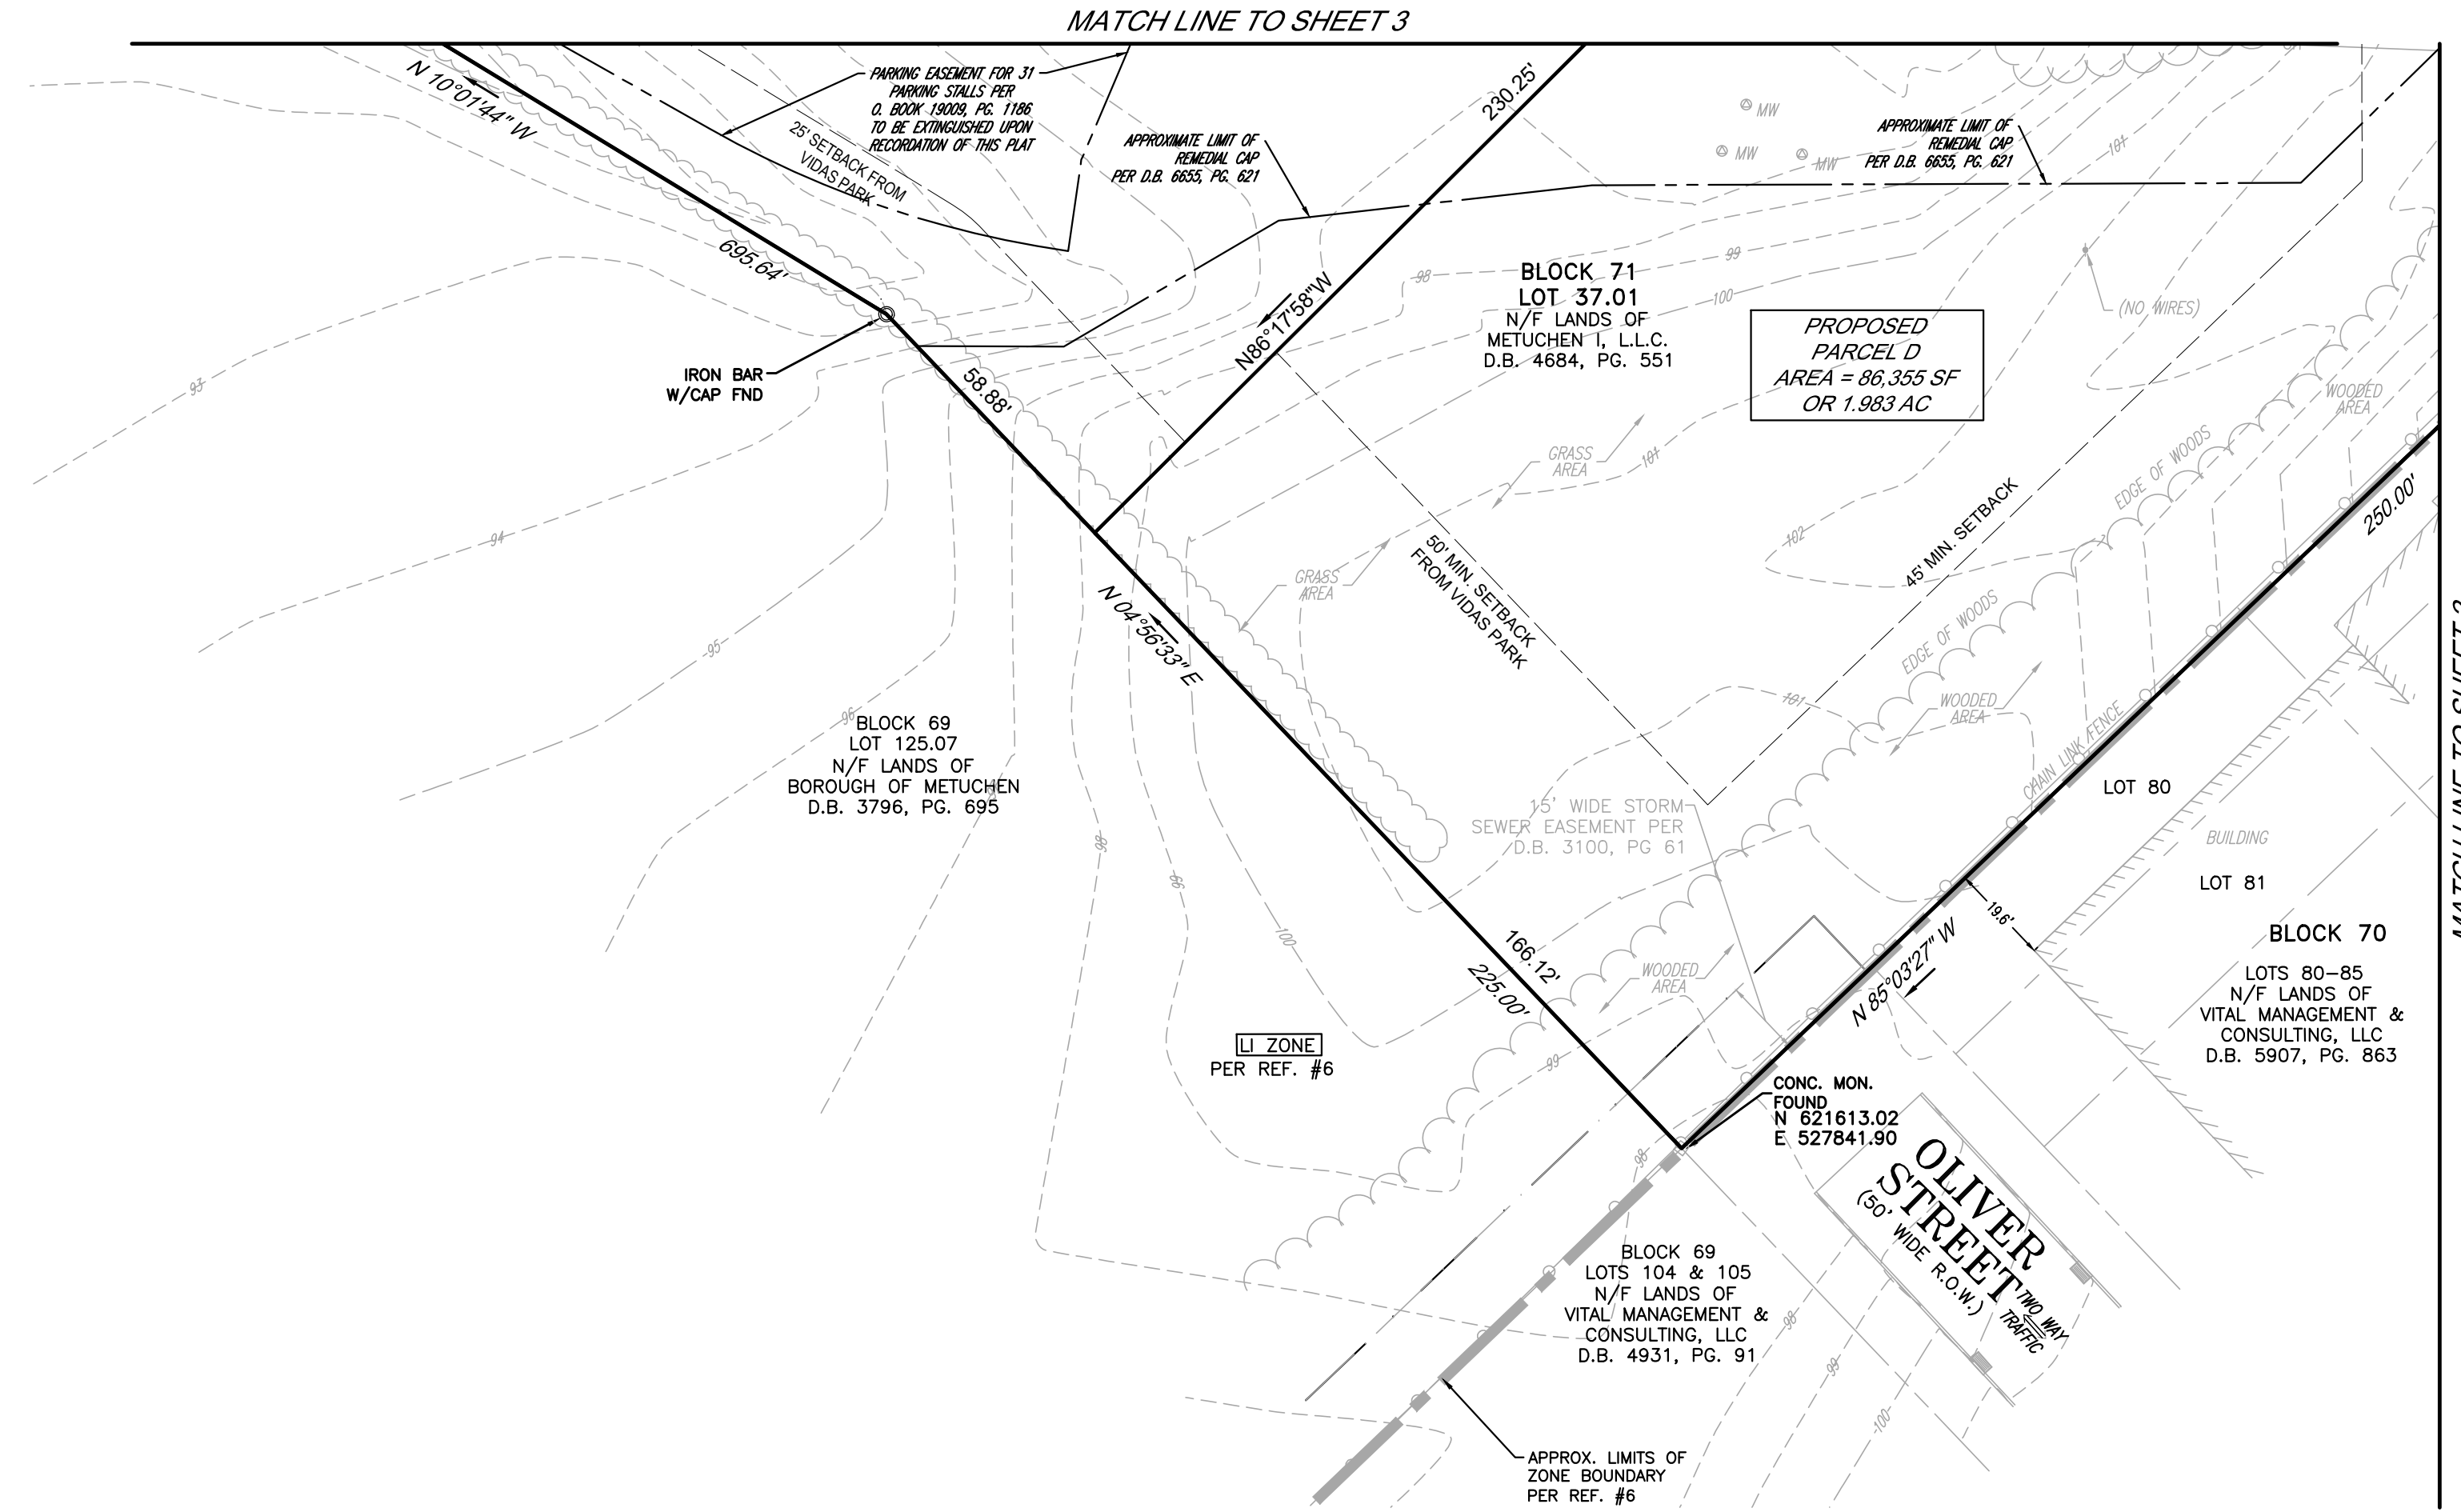 MATCH LINE TO SHEET 3
N 10°01'44" W
695.64'
PARKING EASEMENT FOR 31
PARKING STALLS PER
O. BOOK 19009, PG. 1186
TO BE EXTINGUISHED UPON
RECORDATION OF THIS PLAT
25' SETBACK FROM
VIDAS PARK
APPROXIMATE LIMIT OF
REMEDIAL CAP
PER D.B. 6655, PG. 621
230.25'
N86°17'58"W
MW
MW
MW
APPROXIMATE LIMIT OF
REMEDIAL CAP
PER D.B. 6655, PG. 621
101
98
99
100
BLOCK 71
LOT 37.01
N/F LANDS OF
METUCHEN I, L.L.C.
D.B. 4684, PG. 551
PROPOSED
PARCEL D
AREA = 86,355 SF
OR 1.983 AC
(NO WIRES)
WOODED
AREA
IRON BAR
W/CAP FND
58.88'
93
94
95
96
GRASS
AREA
101
GRASS
AREA
102
EDGE OF WOODS
250.00'
50' MIN. SETBACK
FROM VIDAS PARK
45' MIN. SETBACK
EDGE OF WOODS
N 04°56'33" E
WOODED
AREA
101
CHAIN LINK FENCE
BLOCK 69
LOT 125.07
N/F LANDS OF
BOROUGH OF METUCHEN
D.B. 3796, PG. 695
98
99
100
15' WIDE STORM
SEWER EASEMENT PER
D.B. 3100, PG 61
LOT 80
BUILDING
LOT 81
19.6'
BLOCK 70
LOTS 80-85
N/F LANDS OF
VITAL MANAGEMENT &
CONSULTING, LLC
D.B. 5907, PG. 863
166.12'
225.00'
WOODED
AREA
N 85°03'27" W
LI ZONE
PER REF. #6
99
98
CONC. MON.
FOUND
N 621613.02
E 527841.90
OLIVER
STREET
(50' WIDE R.O.W.)
TWO WAY
TRAFFIC
BLOCK 69
LOTS 104 & 105
N/F LANDS OF
VITAL MANAGEMENT &
CONSULTING, LLC
D.B. 4931, PG. 91
98
99
100
APPROX. LIMITS OF
ZONE BOUNDARY
PER REF. #6
MATCH LINE TO SHEET